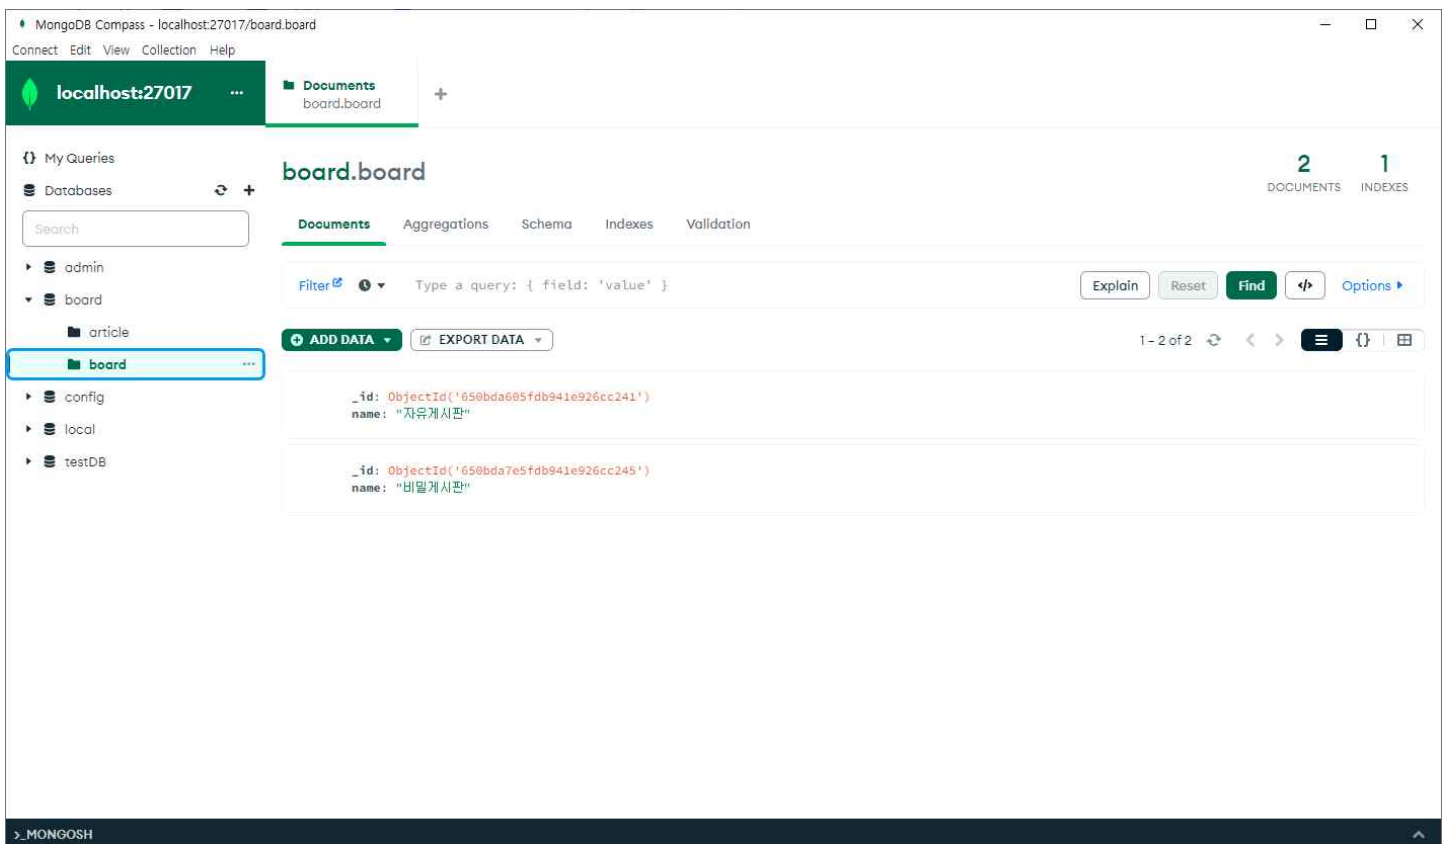 MongoDB Compass - localhost:27017/board.board
Connect Edit View Collection Help
localhost:27017 ...
Documents
board.board
+
{} My Queries
Databases
Search
admin
board
article
board ...
config
local
testDB
board.board
2
DOCUMENTS
1
INDEXES
Documents Aggregations Schema Indexes Validation
Filter Type a query: { field: 'value' } Explain Reset Find </> Options
ADD DATA EXPORT DATA 1 – 2 of 2 {}
_id: ObjectId('650bda605fdb941e926cc241')
name: "자유게시판"
_id: ObjectId('650bda7e5fdb941e926cc245')
name: "비밀게시판"
>_MONGOSH